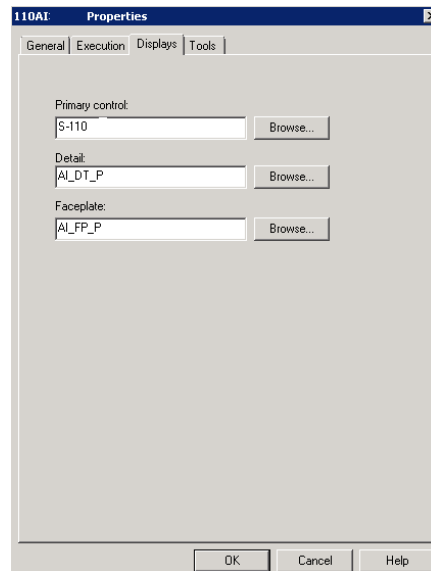 110AI: Properties
General Execution Displays Tools
Primary control:
S-110 Browse...
Detail:
AI_DT_P Browse...
Faceplate:
AI_FP_P Browse...
OK Cancel Help